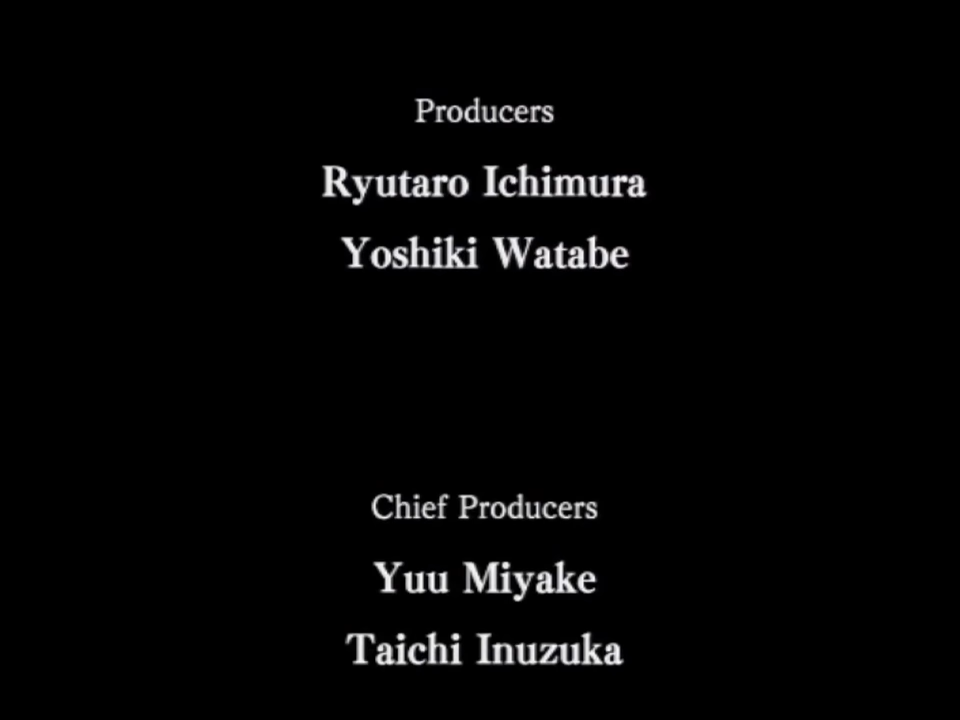 Producers
Ryutaro Ichimura
Yoshiki Watabe
Chief Producers
Yuu Miyake
Taichi Inuzuka